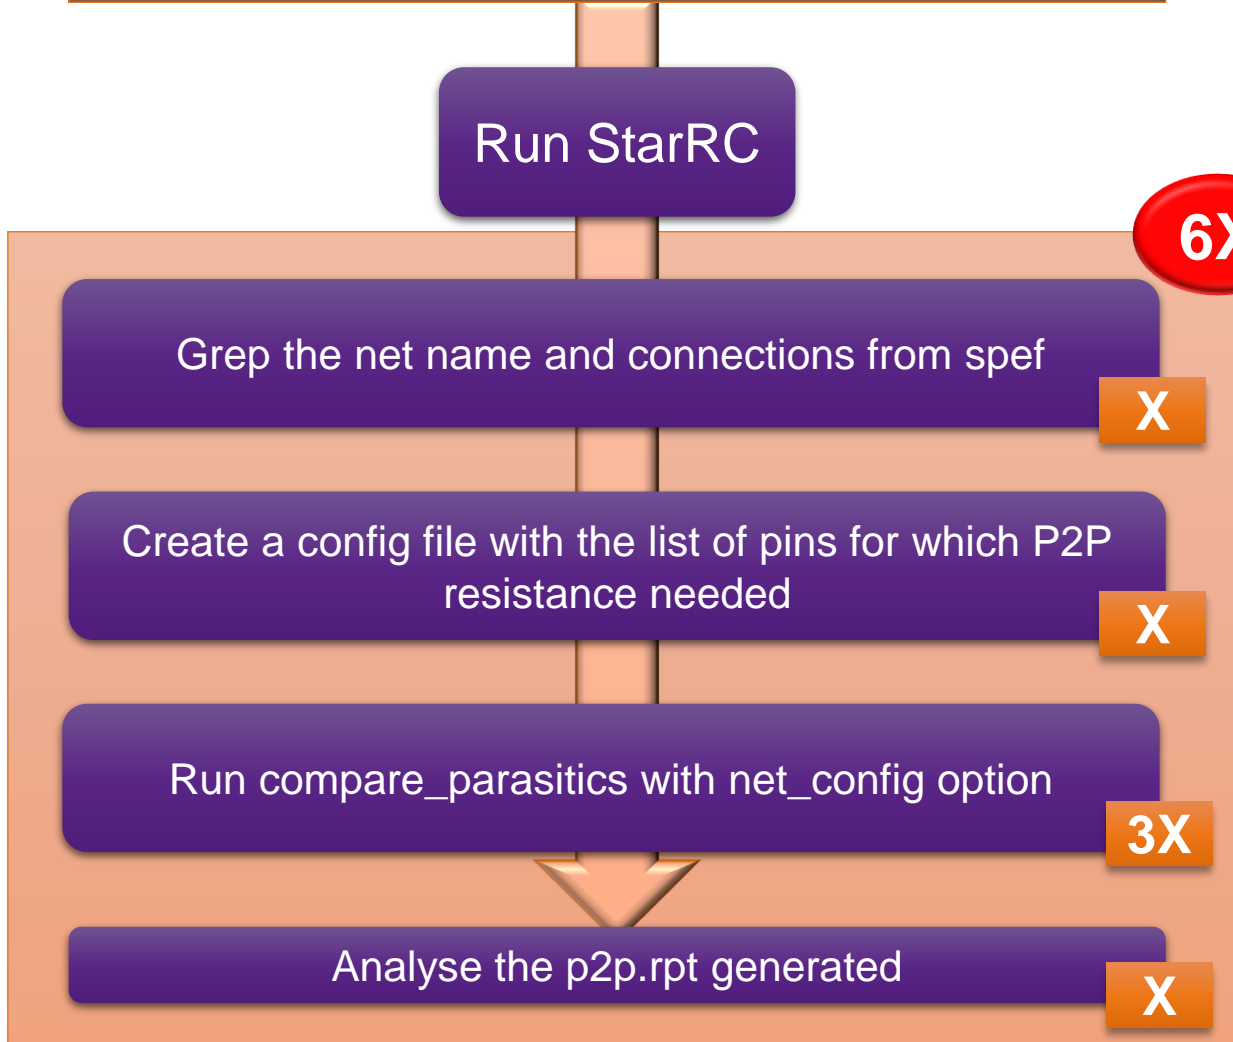 Run StarRC
6X
Grep the net name and connections from spef
X
Create a config file with the list of pins for which P2P
resistance needed
X
Run compare_parasitics with net_config option
3X
Analyse the p2p.rpt generated
X